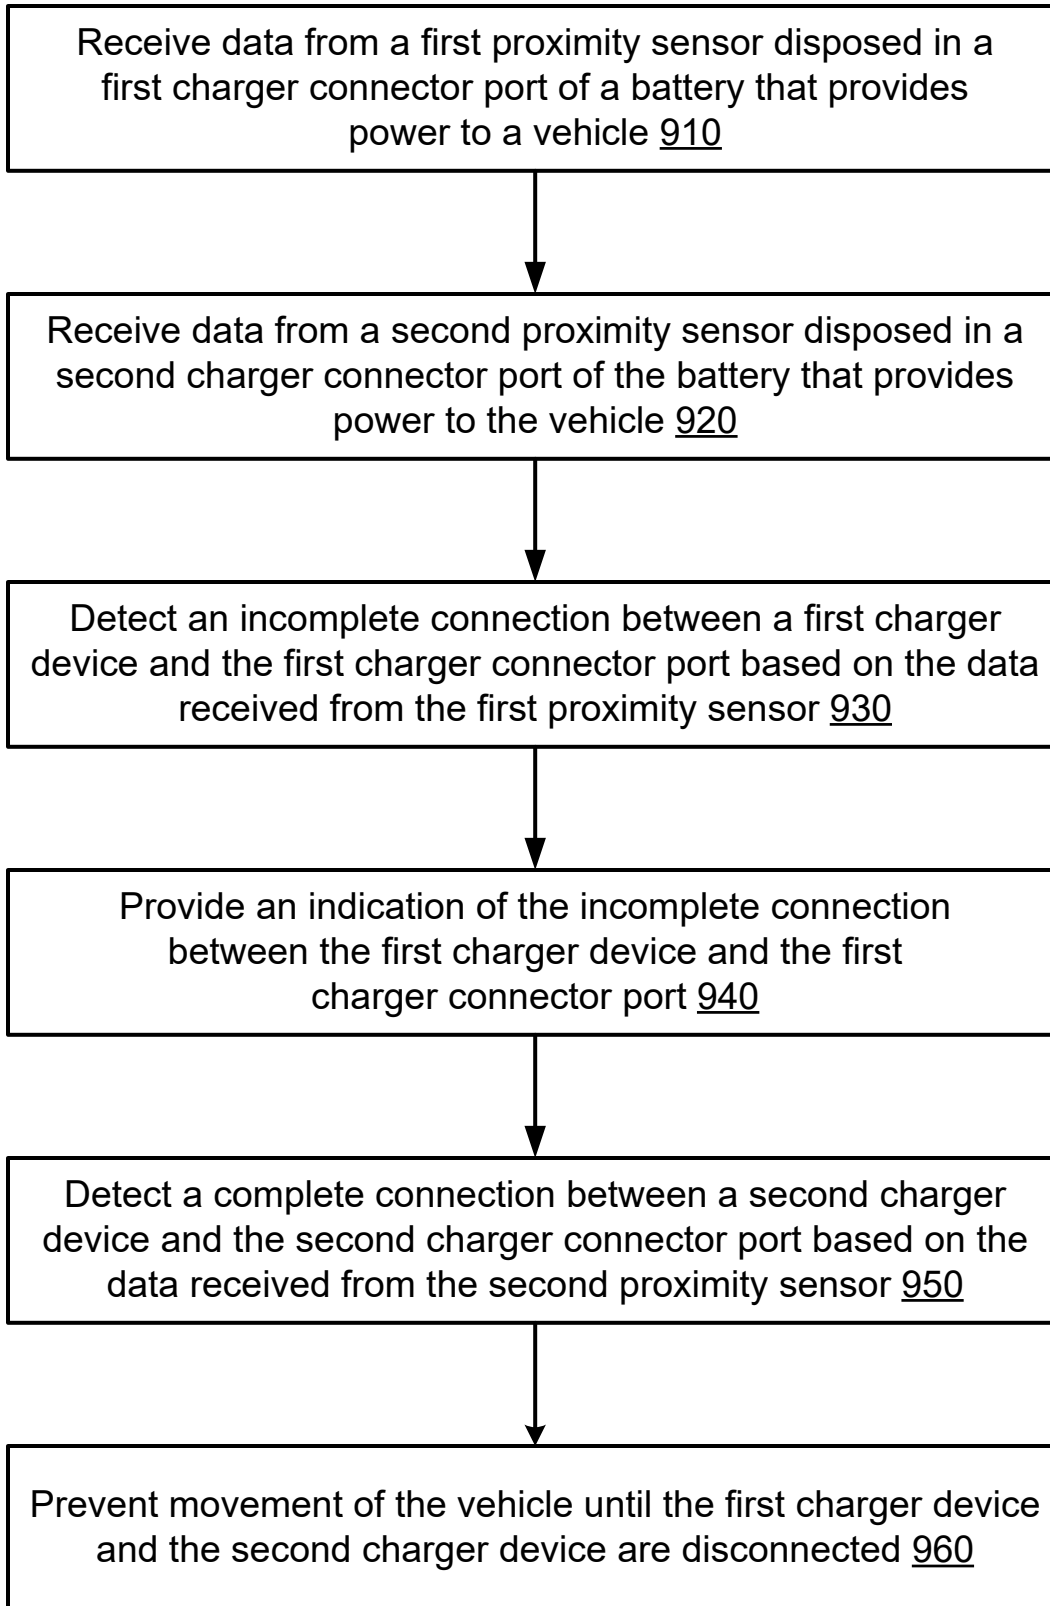 Receive data from a first proximity sensor disposed in a
first charger connector port of a battery that provides
power to a vehicle 910
Receive data from a second proximity sensor disposed in a
second charger connector port of the battery that provides
power to the vehicle 920
Detect an incomplete connection between a first charger
device and the first charger connector port based on the data
received from the first proximity sensor 930
Provide an indication of the incomplete connection
between the first charger device and the first
charger connector port 940
Detect a complete connection between a second charger
device and the second charger connector port based on the
data received from the second proximity sensor 950
Prevent movement of the vehicle until the first charger device
and the second charger device are disconnected 960